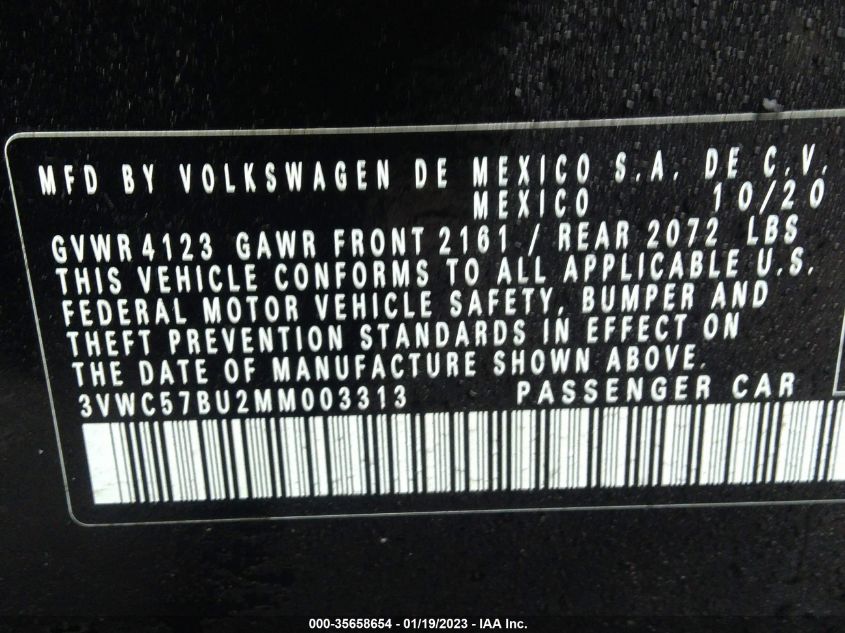 MFD BY VOLKSWAGEN DE MEXICO S.A. DE C.V.
MEXICO 10/20
GVWR 4123 GAWR FRONT 2161 / REAR 2072 LBS
THIS VEHICLE CONFORMS TO ALL APPLICABLE U.S.
FEDERAL MOTOR VEHICLE SAFETY, BUMPER AND
THEFT PREVENTION STANDARDS IN EFFECT ON
THE DATE OF MANUFACTURE SHOWN ABOVE.
3VWC57BU2MM003313 PASSENGER CAR
000-35658654 - 01/19/2023 - IAA Inc.